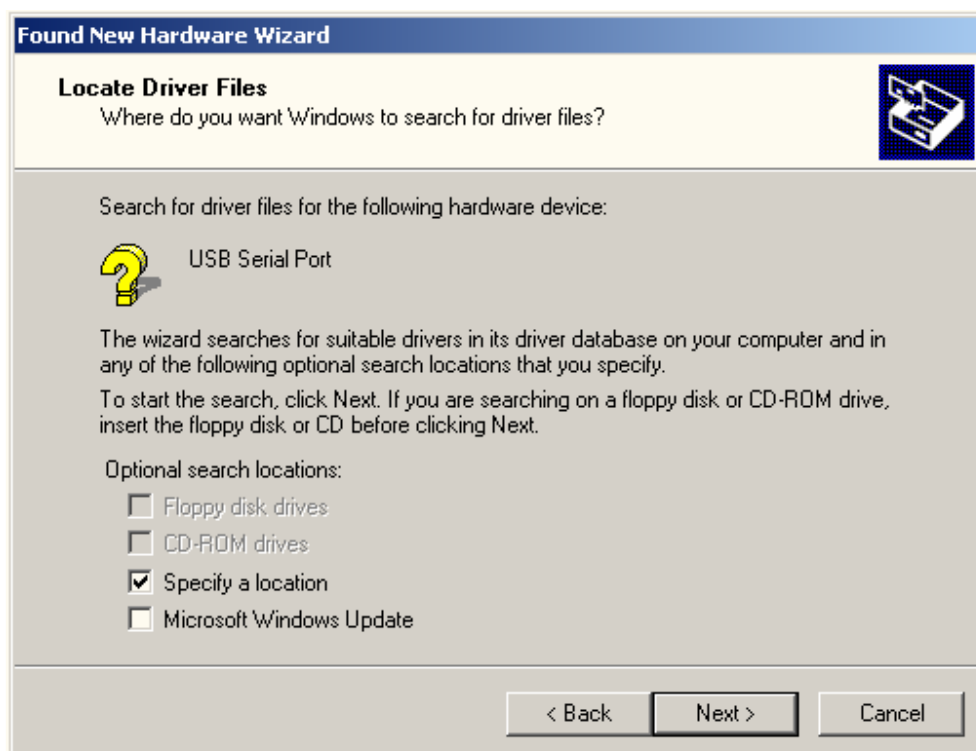 Found New Hardware Wizard
Locate Driver Files
Where do you want Windows to search for driver files?
Search for driver files for the following hardware device:
USB Serial Port
The wizard searches for suitable drivers in its driver database on your computer and in
any of the following optional search locations that you specify.
To start the search, click Next. If you are searching on a floppy disk or CD-ROM drive,
insert the floppy disk or CD before clicking Next.
Optional search locations:
Floppy disk drives
CD-ROM drives
Specify a location
Microsoft Windows Update
< Back Next > Cancel